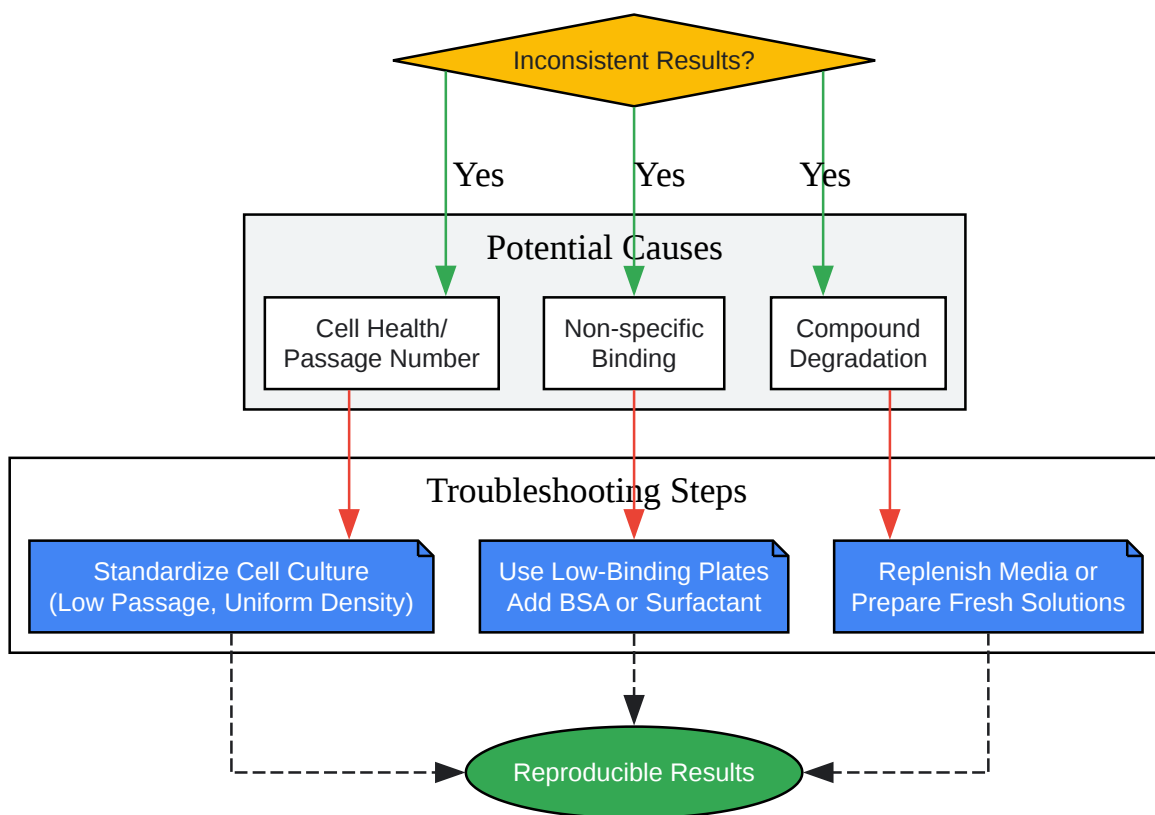 Inconsistent Results?
Yes
Yes
Yes
Potential Causes
Cell Health/
Passage Number
Non-specific
Binding
Compound
Degradation
Troubleshooting Steps
Standardize Cell Culture
(Low Passage, Uniform Density)
Use Low-Binding Plates
Add BSA or Surfactant
Replenish Media or
Prepare Fresh Solutions
Reproducible Results